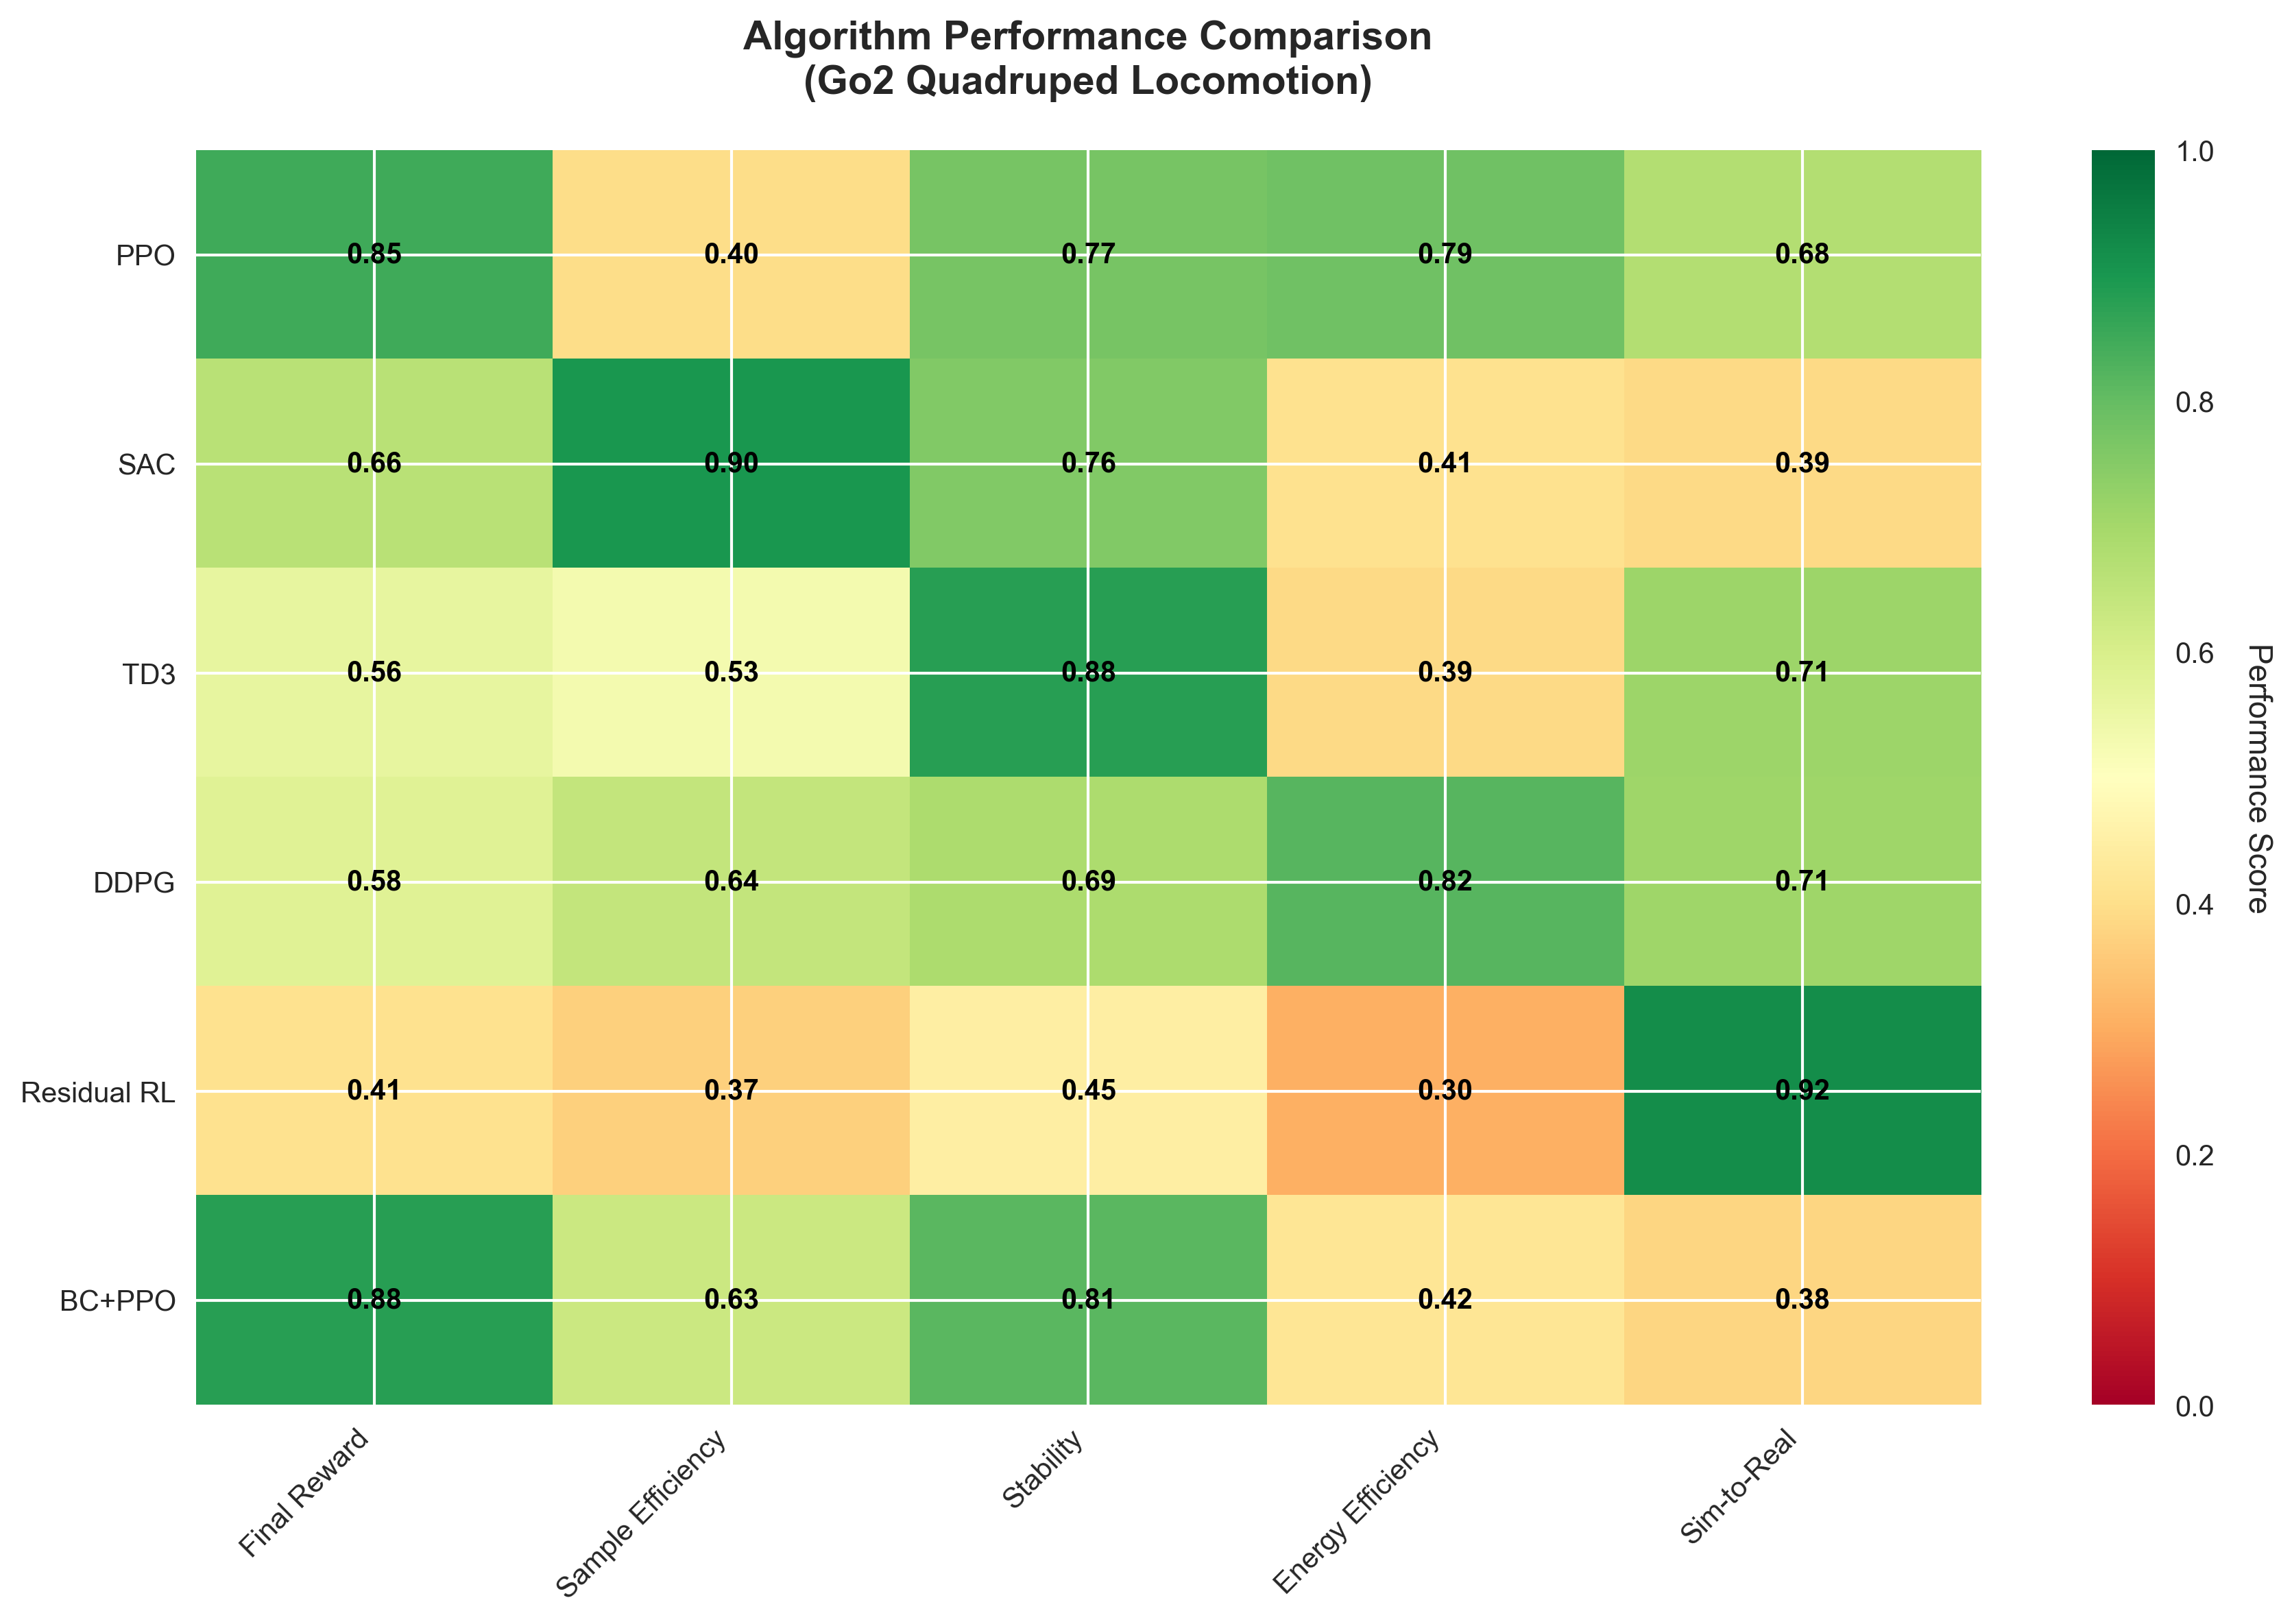 Algorithm Performance Comparison
(Go2 Quadruped Locomotion)
PPO 0.85 0.40 0.77 0.79 0.68
SAC 0.66 0.90 0.76 0.41 0.39
TD3 0.56 0.53 0.88 0.39 0.71
DDPG 0.58 0.64 0.69 0.82 0.71
Residual RL 0.41 0.37 0.45 0.30 0.92
BC+PPO 0.88 0.63 0.81 0.42 0.38
Final Reward
Sample Efficiency
Stability
Energy Efficiency
Sim-to-Real
1.0
0.8
0.6
0.4
0.2
0.0
Performance Score